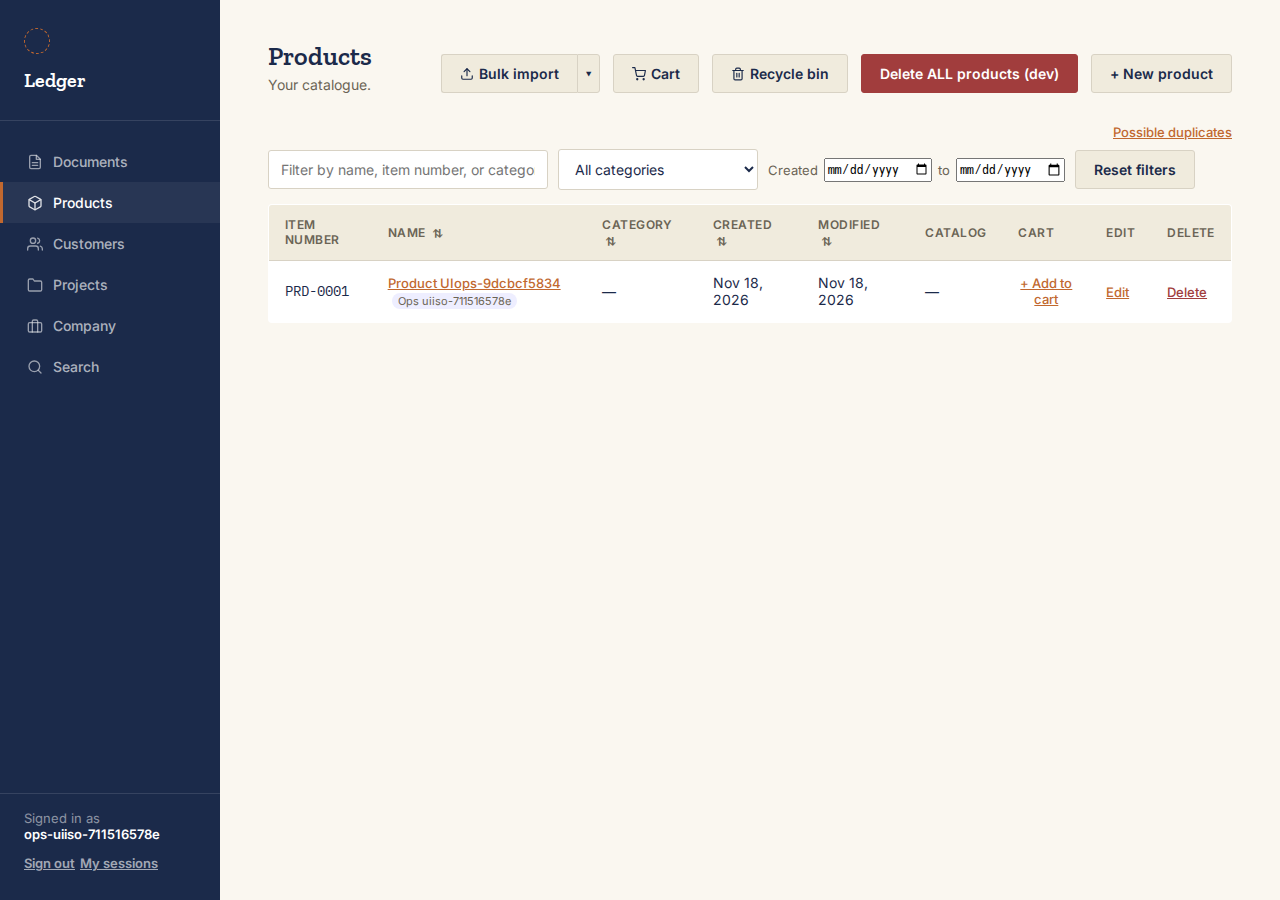 Ledger
Documents
Products
Customers
Projects
Company
Search
Signed in as
ops-uiiso-711516578e
Sign out My sessions
Products
Your catalogue.
Bulk import ▾ Cart Recycle bin Delete ALL products (dev) + New product
Possible duplicates
Filter by name, item number, or catego All categories Created mm/dd/yyyy to mm/dd/yyyy Reset filters
ITEM NUMBER NAME ⇅ CATEGORY ⇅ CREATED ⇅ MODIFIED ⇅ CATALOG CART EDIT DELETE
PRD-0001 Product UIops-9dcbcf5834 Ops uiiso-711516578e — Nov 18, 2026 Nov 18, 2026 — + Add to cart Edit Delete